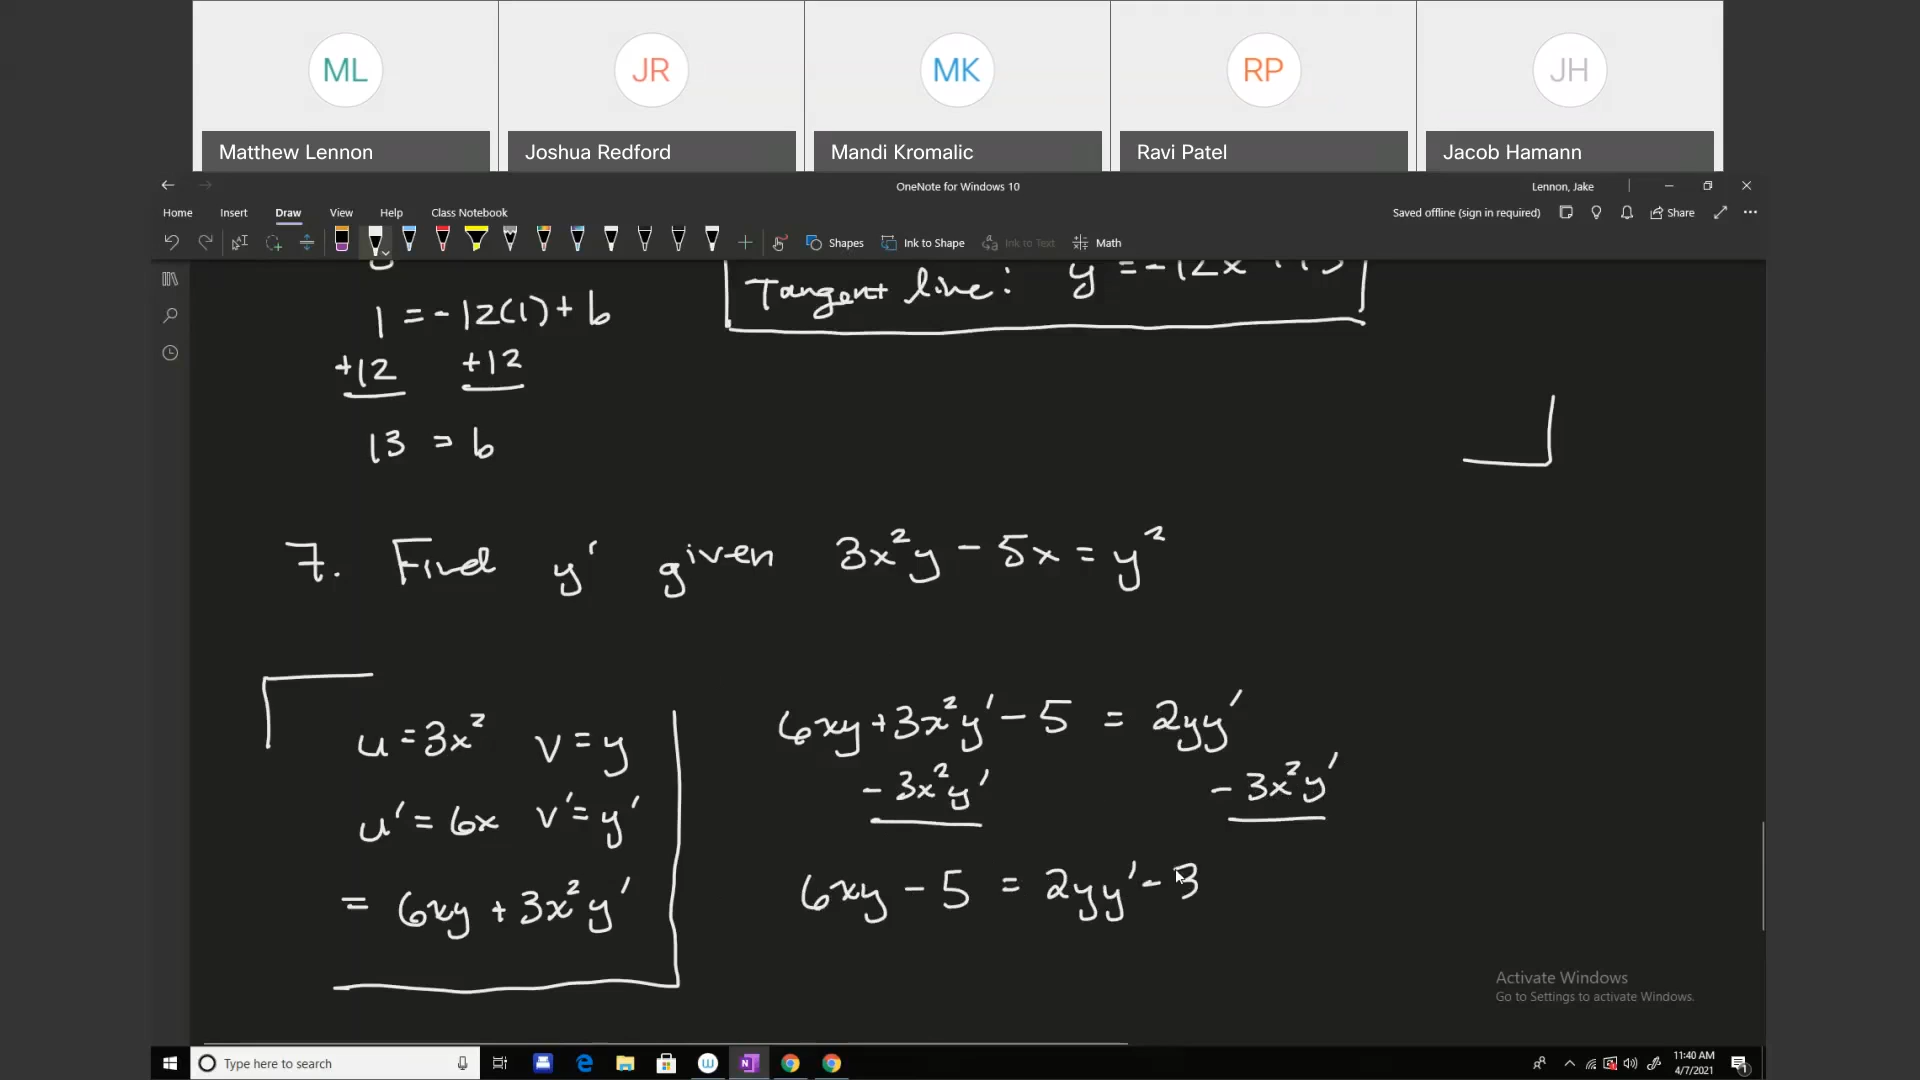 ML JR MK RP JH
Matthew Lennon Joshua Redford Mandi Kromalic Ravi Patel Jacob Hamann
OneNote for Windows 10 Lennon, Jake
Home Insert Draw View Help Class Notebook Saved offline (sign in required) Share
Shapes Ink to Shape Ink to Text Math
Tangent line: y = -12x + 13
1 = -12(1) + b
+12 +12
13 = b
7. Find y' given 3x²y - 5x = y²
u = 3x² v = y
u' = 6x v' = y'
= 6xy + 3x²y'
6xy + 3x²y' - 5 = 2yy'
- 3x²y' - 3x²y'
6xy - 5 = 2yy' - 3
Activate Windows
Go to Settings to activate Windows.
Type here to search
11:40 AM
4/7/2021